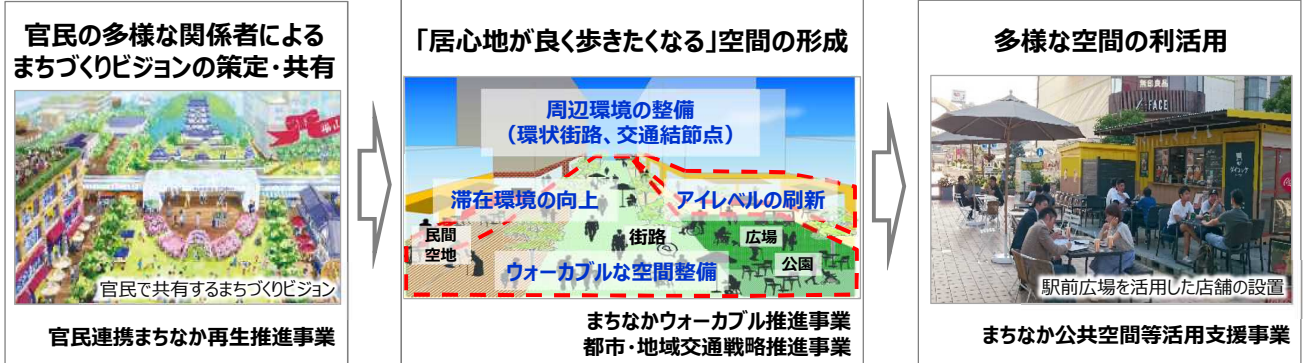 官民の多様な関係者による
まちづくりビジョンの策定・共有
官民で共有するまちづくりビジョン
官民連携まちなか再生推進事業
「居心地が良く歩きたくなる」空間の形成
周辺環境の整備
（環状街路、交通結節点）
滞在環境の向上
アイレベルの刷新
民間
空地
街路
広場
公園
ウォーカブルな空間整備
まちなかウォーカブル推進事業
都市・地域交通戦略推進事業
多様な空間の利活用
駅前広場を活用した店舗の設置
まちなか公共空間等活用支援事業